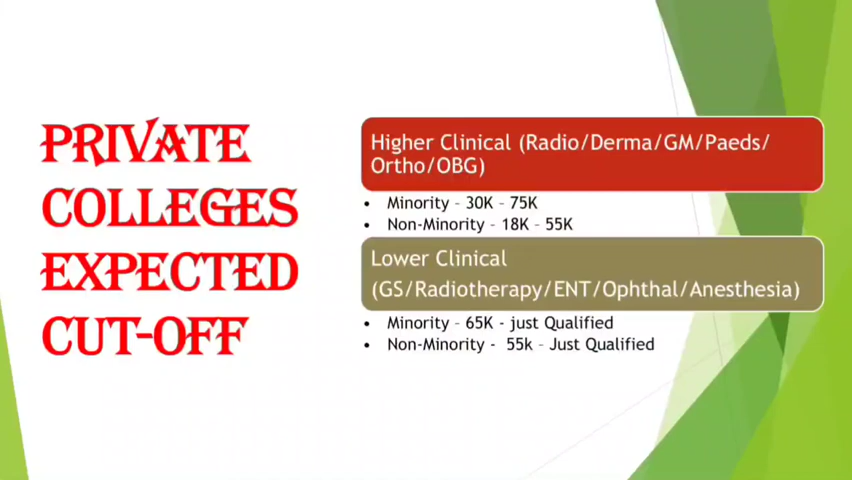 PRIVATE
COLLEGES
EXPECTED
CUT-OFF
Higher Clinical (Radio/Derma/GM/Paeds/
Ortho/OBG)
• Minority – 30K – 75K
• Non-Minority – 18K – 55K
Lower Clinical
(GS/Radiotherapy/ENT/Ophthal/Anesthesia)
• Minority – 65K - just Qualified
• Non-Minority - 55k – Just Qualified